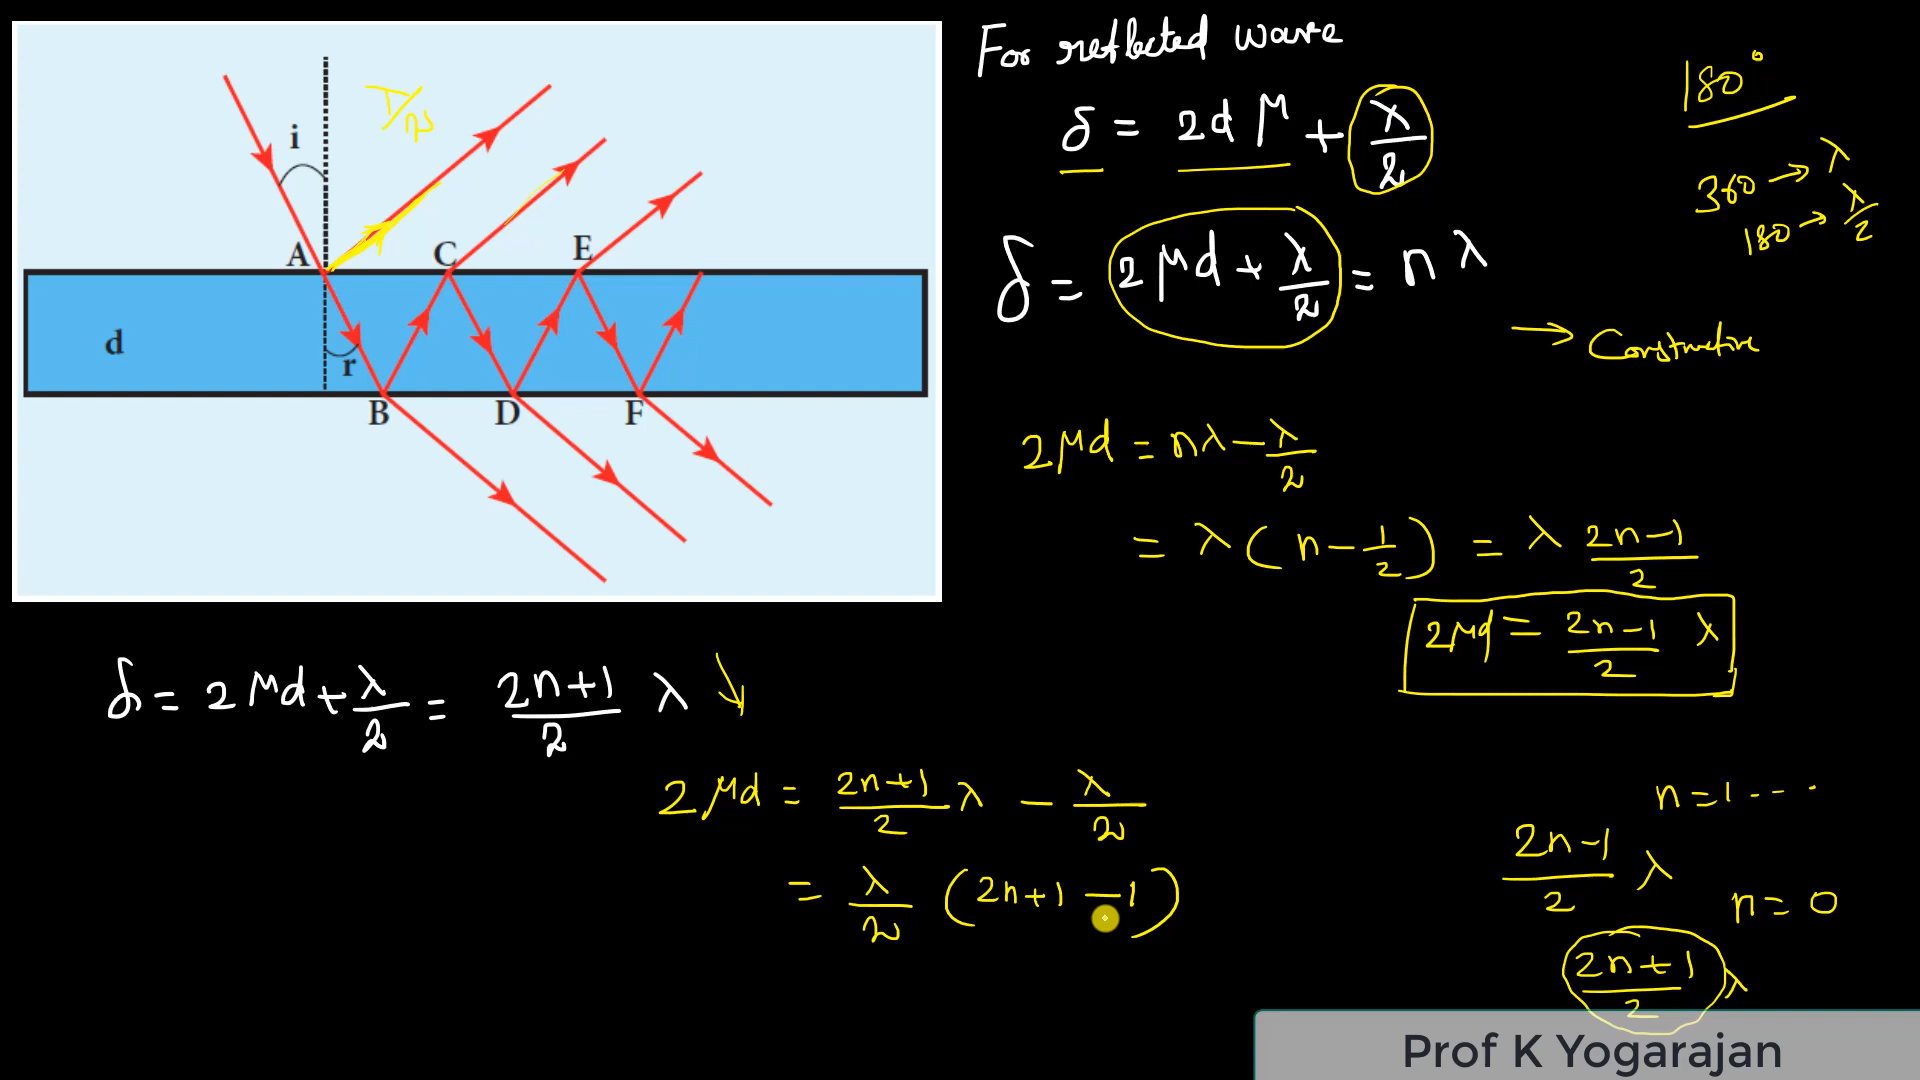 For reflected wave
δ = 2dμ + λ/2
180°
360 → λ
180 → λ/2
δ = 2μd + λ/2 = nλ
→ Constructive
2μd = nλ - λ/2
= λ(n - 1/2) = λ 2n-1/2
2μd = 2n-1/2 λ
i
A
C
E
d
r
B
D
F
δ = 2μd + λ/2 = 2n+1/2 λ
2μd = 2n+1/2 λ - λ/2
= λ/2 (2n+1-1)
n=1---
2n-1/2 λ
n=0
2n+1/2 λ
Prof K Yogarajan